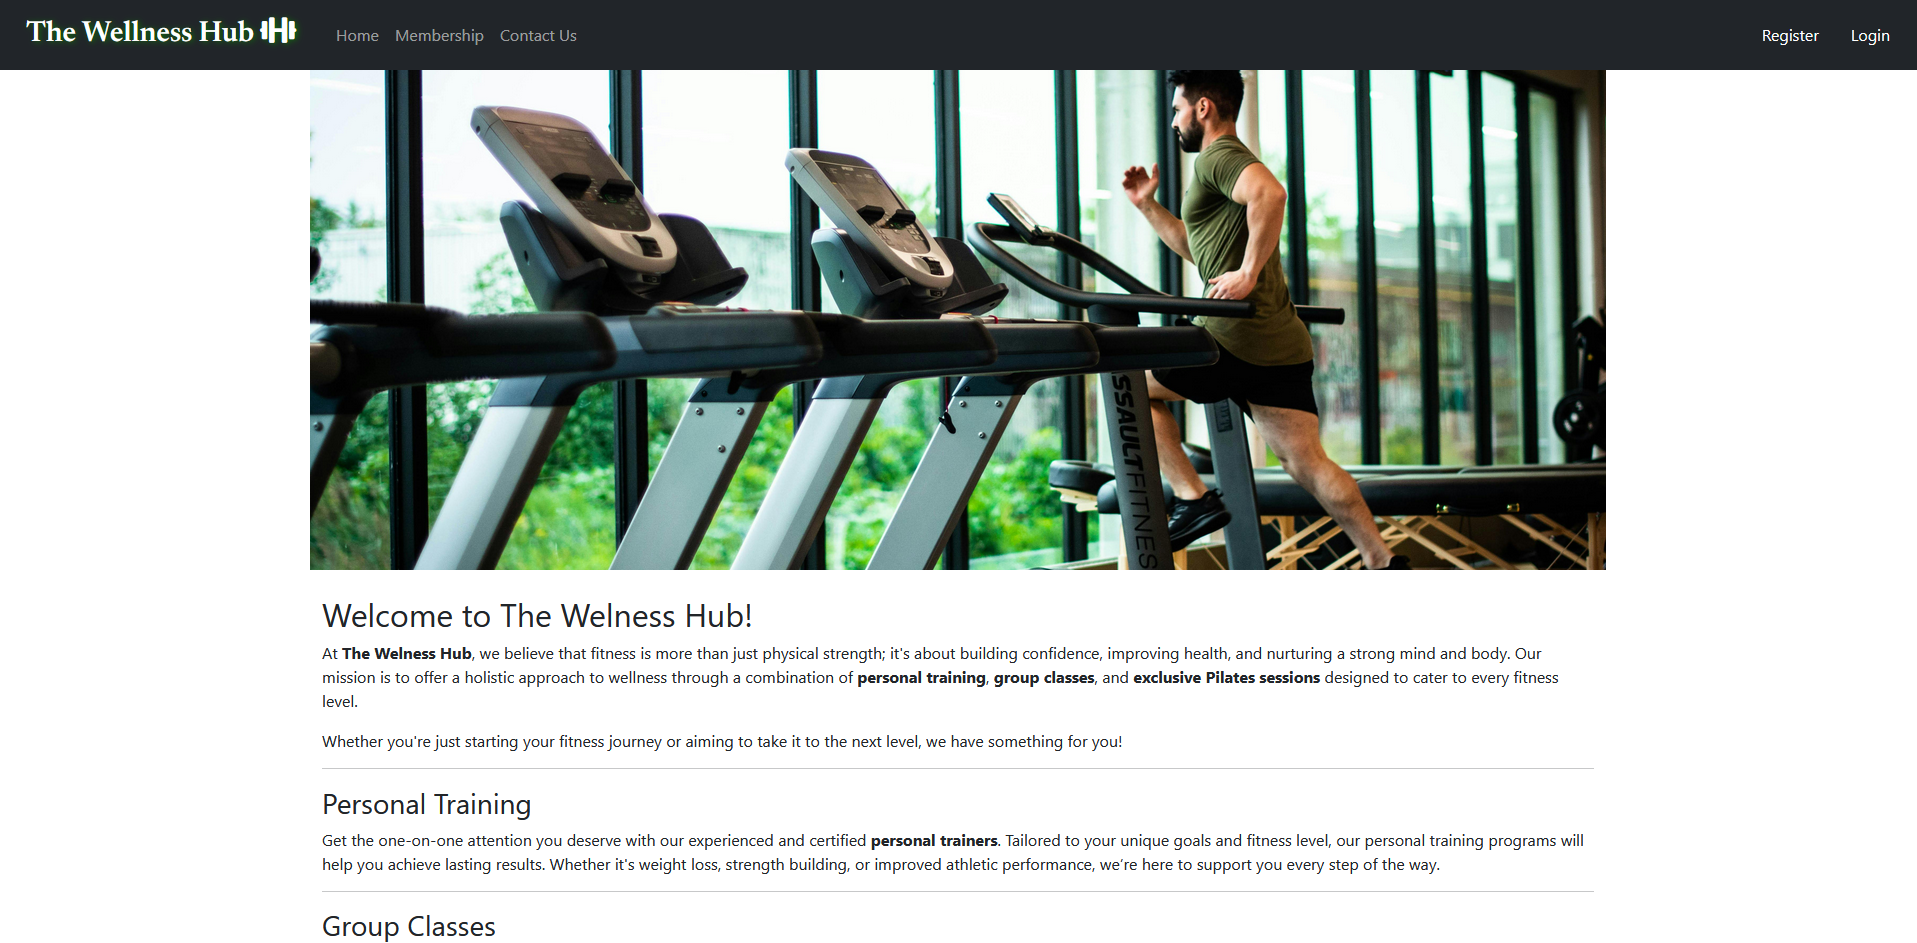 The Wellness Hub
Home Membership Contact Us
Register Login
SSAULTFITNES
Welcome to The Welness Hub!
At The Welness Hub, we believe that fitness is more than just physical strength; it's about building confidence, improving health, and nurturing a strong mind and body. Our
mission is to offer a holistic approach to wellness through a combination of personal training, group classes, and exclusive Pilates sessions designed to cater to every fitness
level.
Whether you're just starting your fitness journey or aiming to take it to the next level, we have something for you!
Personal Training
Get the one-on-one attention you deserve with our experienced and certified personal trainers. Tailored to your unique goals and fitness level, our personal training programs will
help you achieve lasting results. Whether it's weight loss, strength building, or improved athletic performance, we’re here to support you every step of the way.
Group Classes